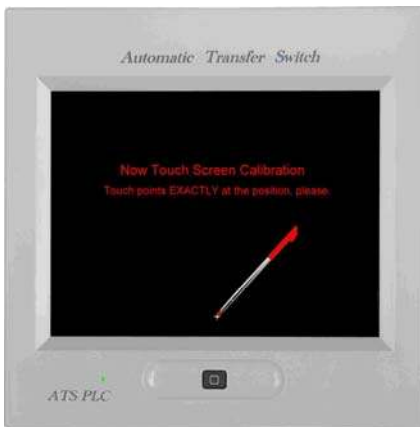 Automatic Transfer Switch
Now Touch Screen Calibration
Touch points EXACTLY at the position, please.
ATS PLC